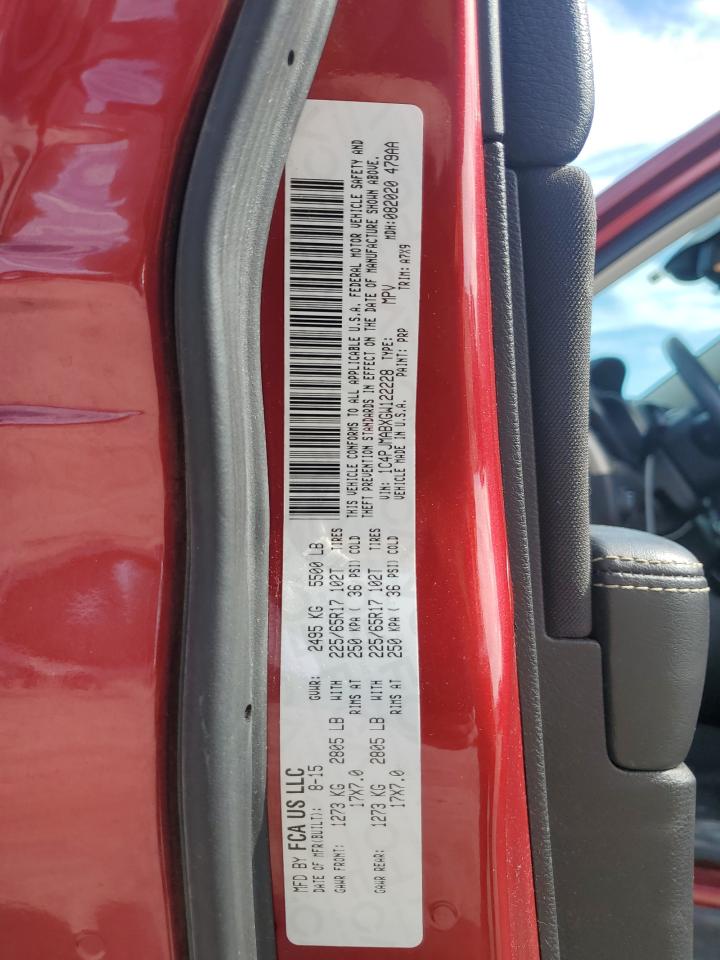 MFD BY FCA US LLC
DATE OF MFR(BUILT): 8-15 GVWR: 2495 KG 5500 LB
GAWR FRONT: 1273 KG 2805 LB WITH 225/65R17 102T TIRES
17X7.0 RIMS AT 250 KPA ( 36 PSI) COLD
GAWR REAR: 1273 KG 2805 LB WITH 225/65R17 102T TIRES
17X7.0 RIMS AT 250 KPA ( 36 PSI) COLD
THIS VEHICLE CONFORMS TO ALL APPLICABLE U.S.A. FEDERAL MOTOR VEHICLE SAFETY AND
THEFT PREVENTION STANDARDS IN EFFECT ON THE DATE OF MANUFACTURE SHOWN ABOVE.
VIN: 1C4PJMABXGW122228 TYPE: MPV MDH:082020 479AA
VEHICLE MADE IN U.S.A. PAINT: PRP TRIM: A7X9